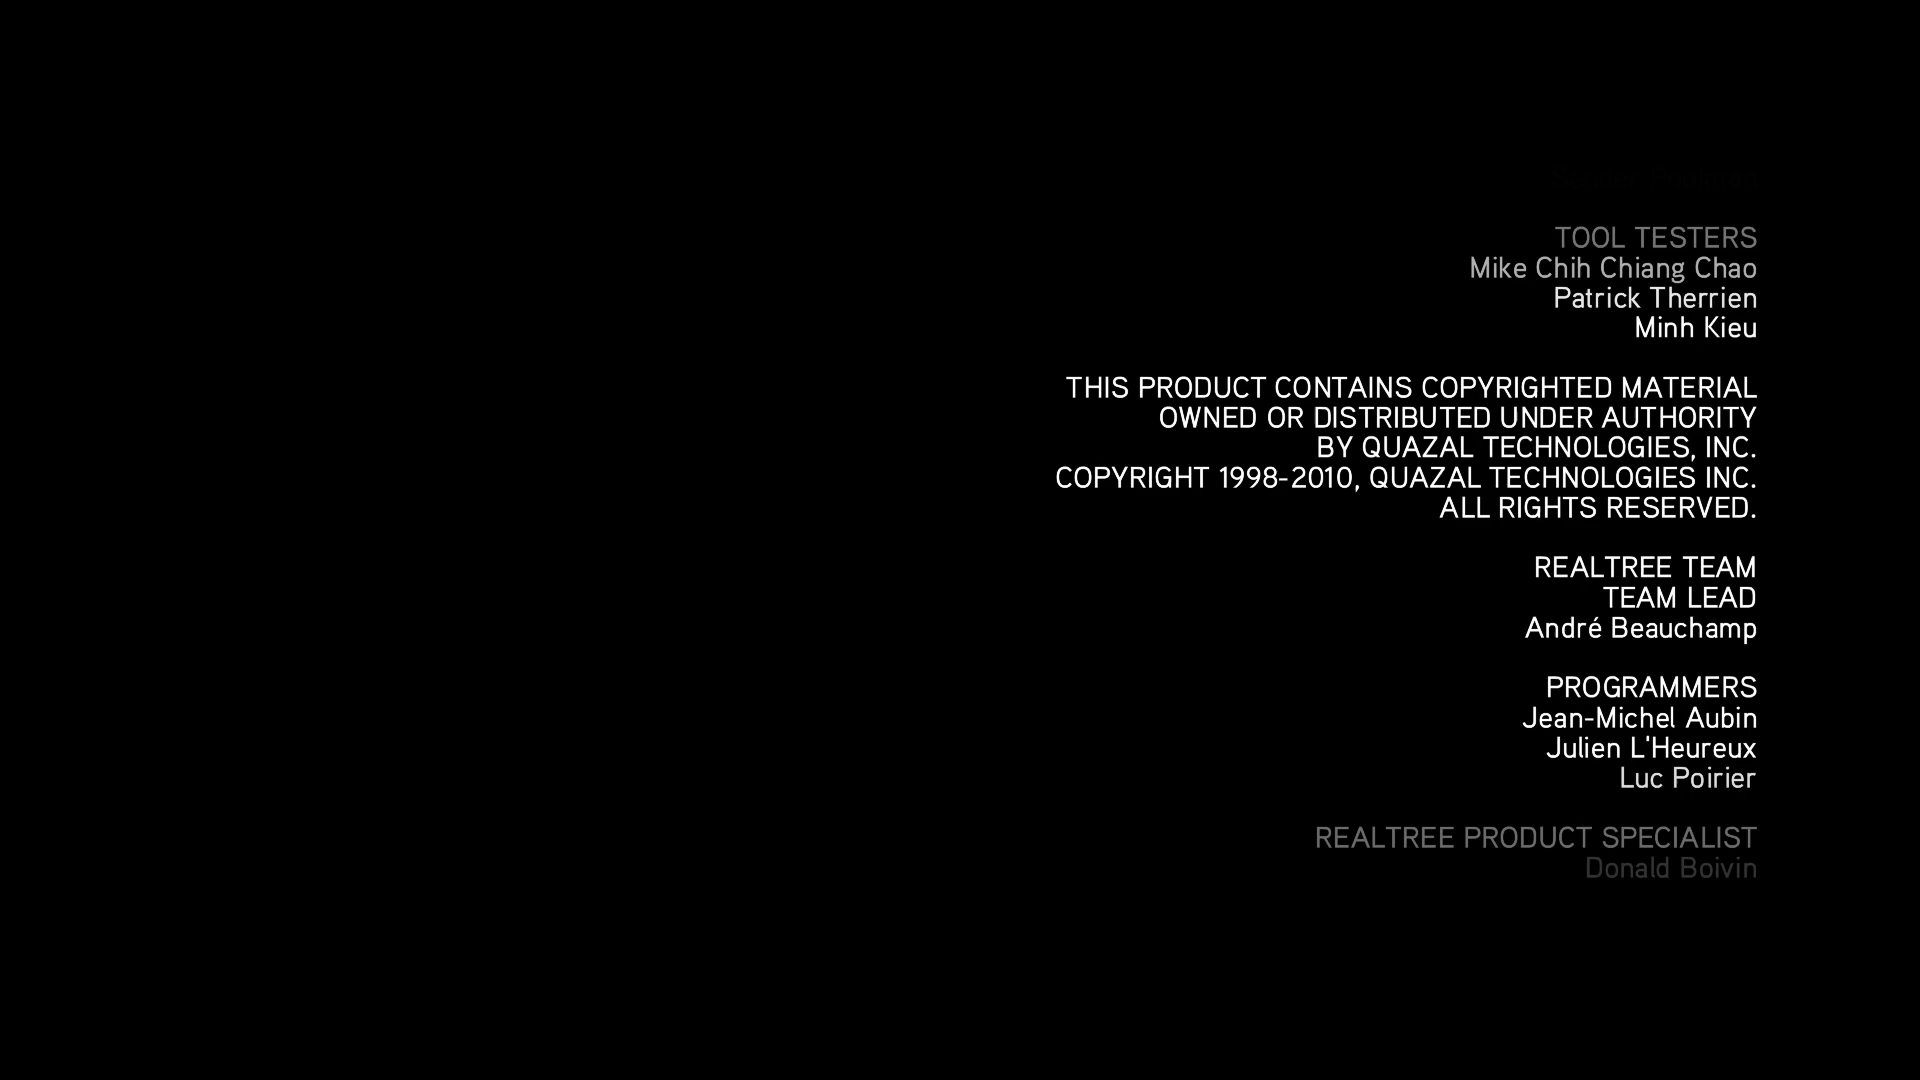 TOOL TESTERS
Mike Chih Chiang Chao
Patrick Therrien
Minh Kieu
THIS PRODUCT CONTAINS COPYRIGHTED MATERIAL
OWNED OR DISTRIBUTED UNDER AUTHORITY
BY QUAZAL TECHNOLOGIES, INC.
COPYRIGHT 1998-2010, QUAZAL TECHNOLOGIES INC.
ALL RIGHTS RESERVED.
REALTREE TEAM
TEAM LEAD
André Beauchamp
PROGRAMMERS
Jean-Michel Aubin
Julien L'Heureux
Luc Poirier
REALTREE PRODUCT SPECIALIST
Donald Boivin